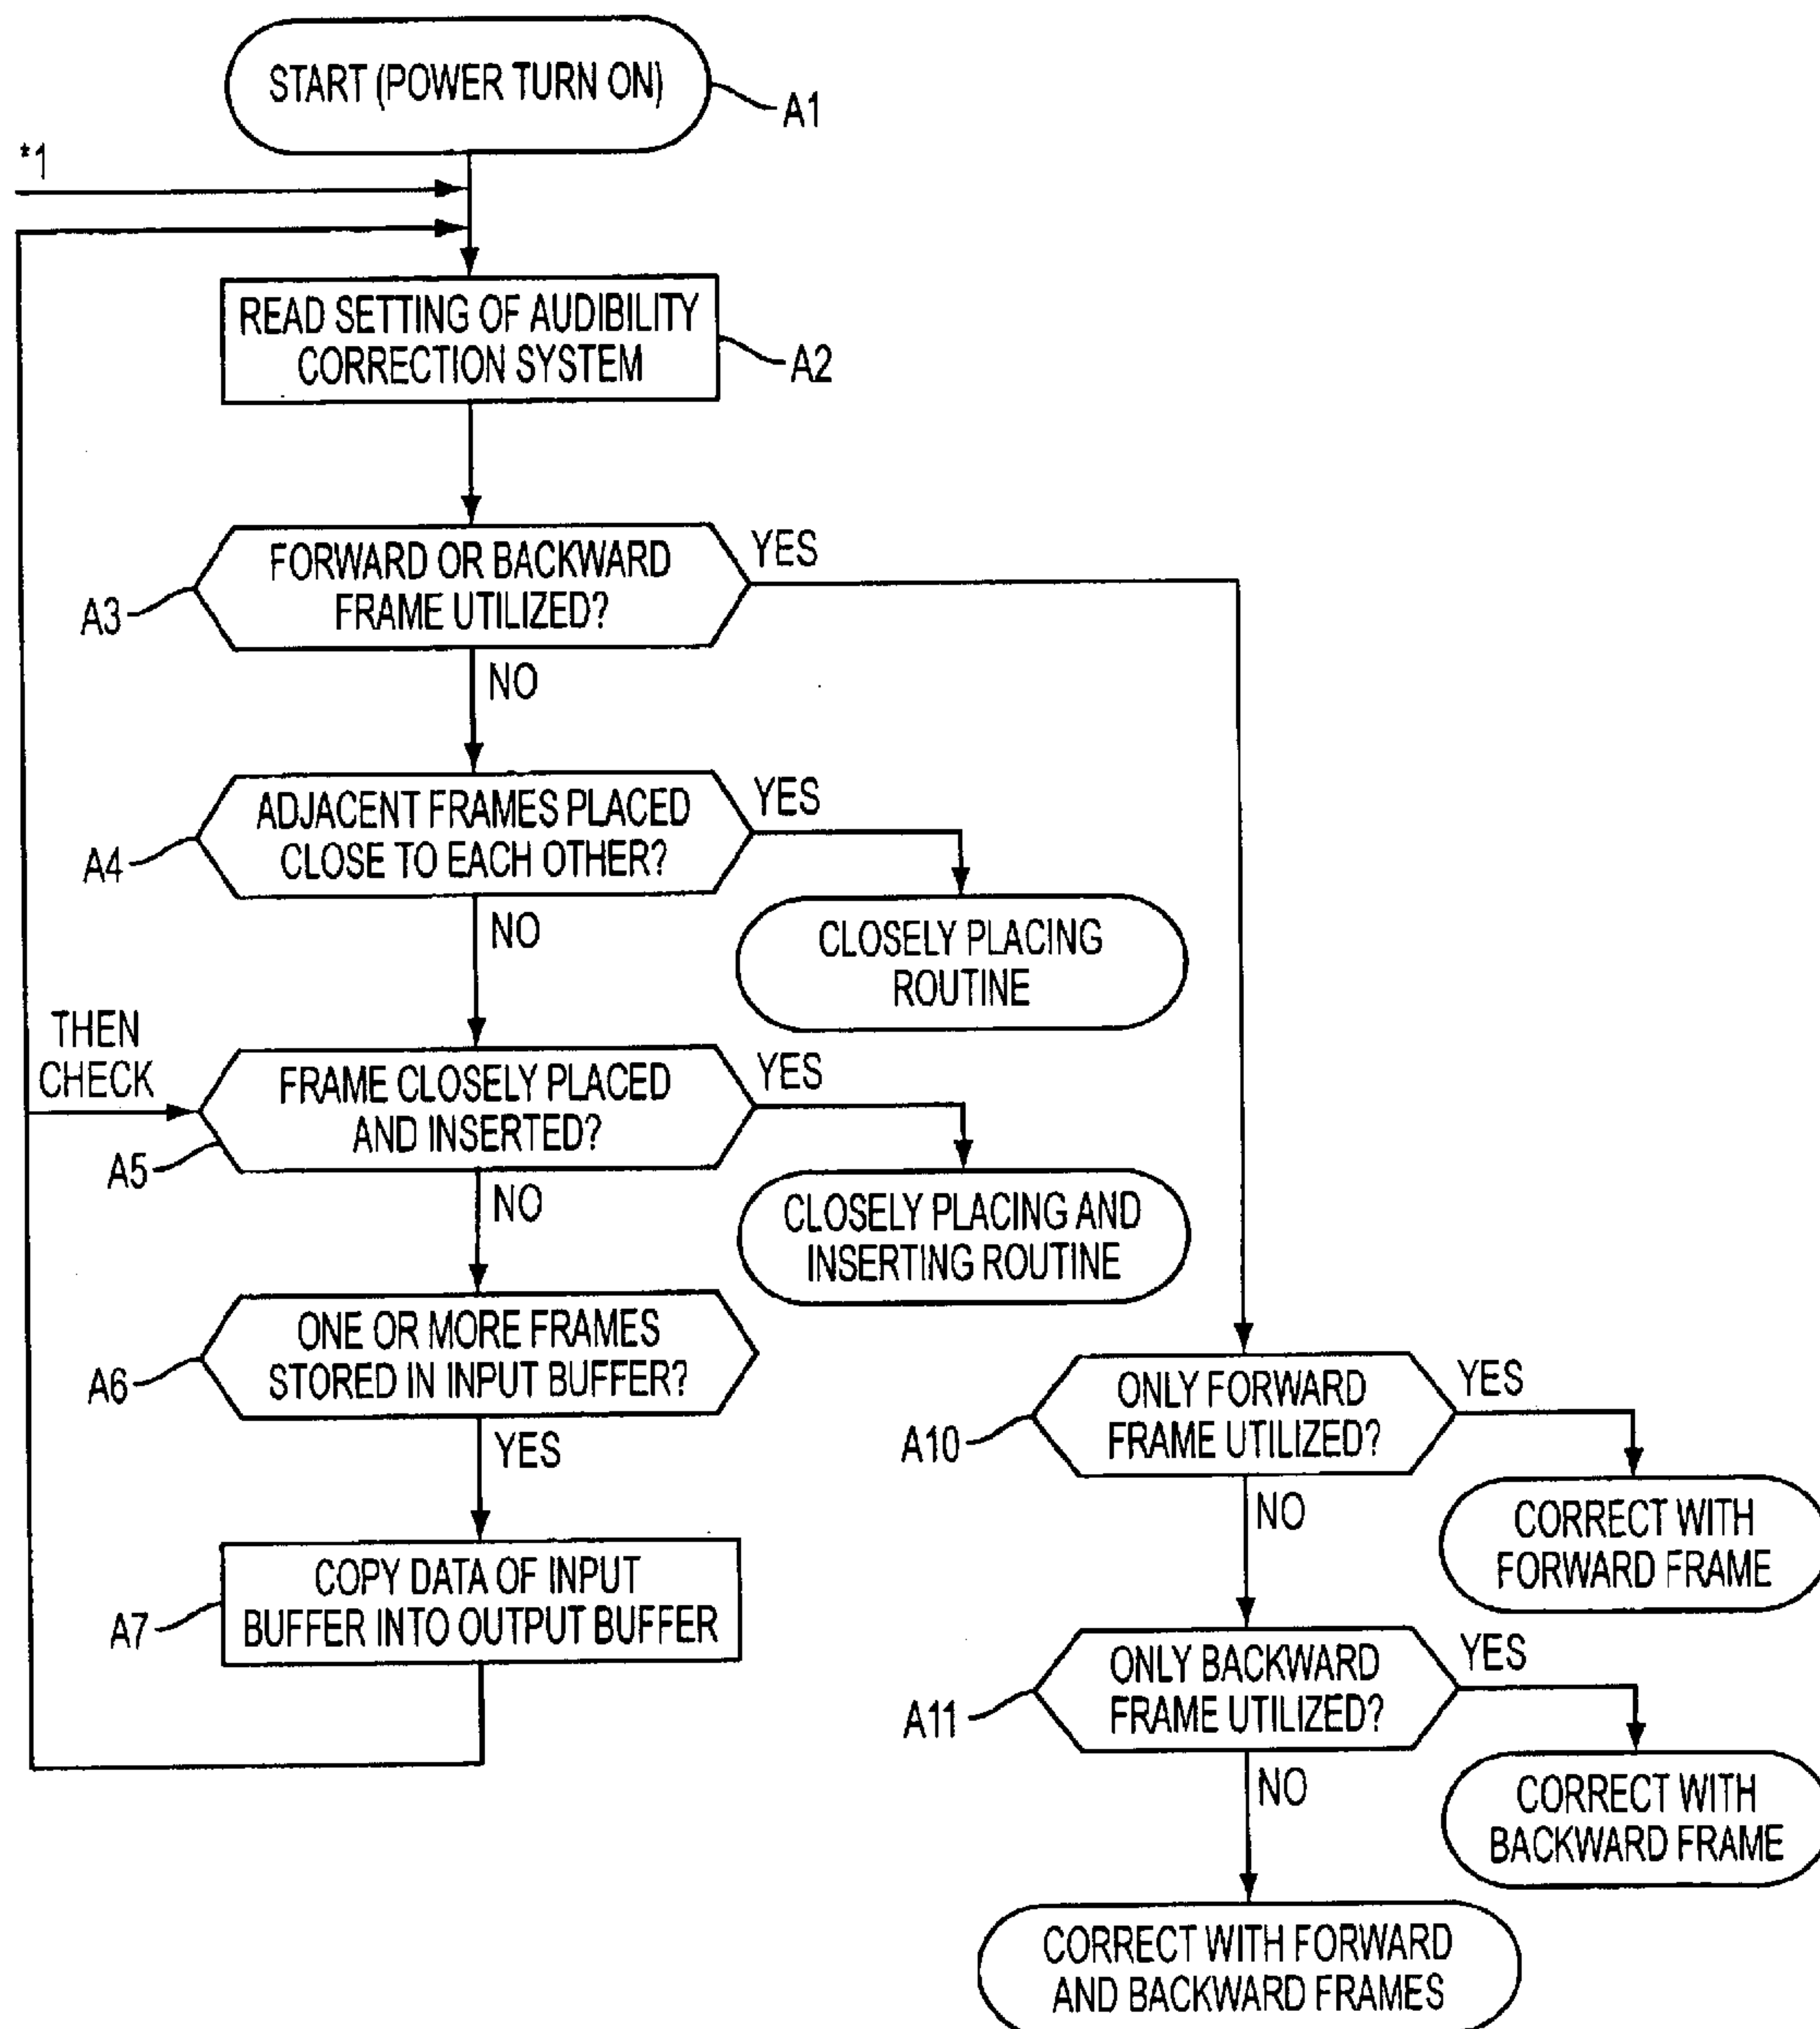 START (POWER TURN ON)
A1
*1
READ SETTING OF AUDIBILITY
CORRECTION SYSTEM
A2
FORWARD OR BACKWARD
FRAME UTILIZED?
YES
A3
NO
ADJACENT FRAMES PLACED
CLOSE TO EACH OTHER?
YES
A4
NO
CLOSELY PLACING
ROUTINE
THEN
CHECK
FRAME CLOSELY PLACED
AND INSERTED?
YES
A5
NO
CLOSELY PLACING AND
INSERTING ROUTINE
ONE OR MORE FRAMES
STORED IN INPUT BUFFER?
A6
YES
COPY DATA OF INPUT
BUFFER INTO OUTPUT BUFFER
A7
ONLY FORWARD
FRAME UTILIZED?
YES
A10
NO
CORRECT WITH
FORWARD FRAME
ONLY BACKWARD
FRAME UTILIZED?
YES
A11
NO
CORRECT WITH
BACKWARD FRAME
CORRECT WITH FORWARD
AND BACKWARD FRAMES